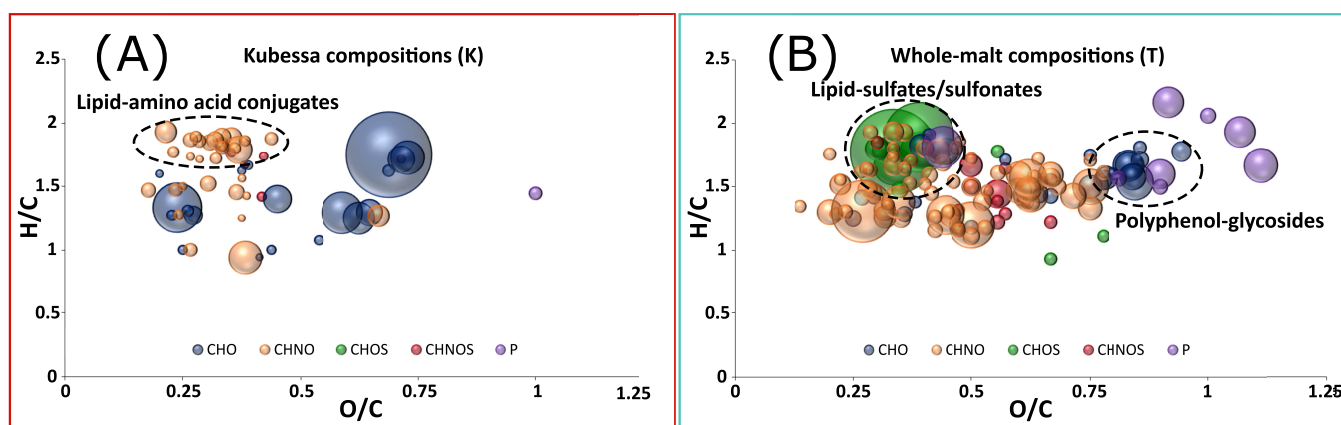 (A)
Kubessa compositions (K)
Lipid-amino acid conjugates
H/C
2.5
2
1.5
1
0.5
0
CHO CHNO CHOS CHNOS P
0 0.25 0.5 0.75 1 1.25
O/C
(B)
Whole-malt compositions (T)
Lipid-sulfates/sulfonates
Polyphenol-glycosides
H/C
2.5
2
1.5
1
0.5
0
CHO CHNO CHOS CHNOS P
0 0.25 0.5 0.75 1 1.25
O/C